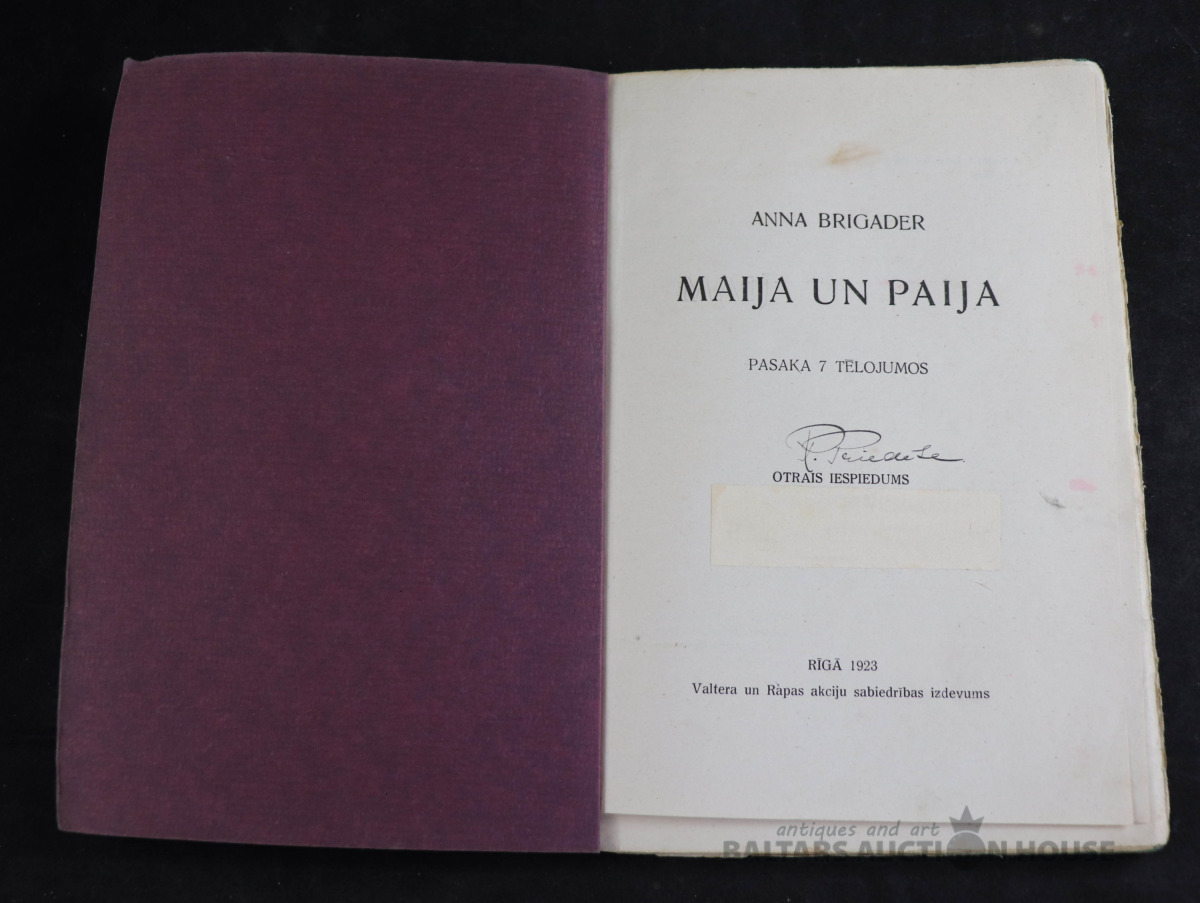 ANNA BRIGADER
MAIJA UN PAIJA
PASAKA 7 TĒLOJUMOS
OTRAIS IESPIEDUMS
RĪGĀ 1923
Valtera un Rapas akciju sabiedrības izdevums
antiques and art
BALTARS AUCTION HOUSE